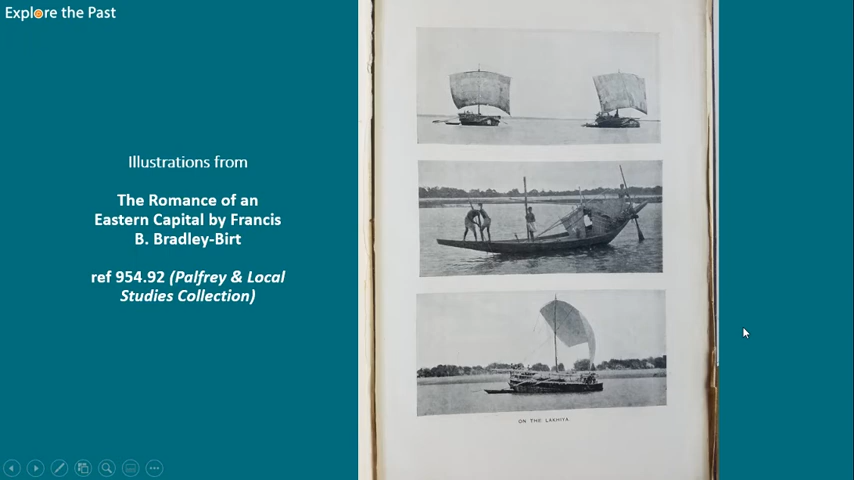 Explore the Past
Illustrations from
The Romance of an
Eastern Capital by Francis
B. Bradley-Birt
ref 954.92 (Palfrey & Local
Studies Collection)
ON THE LAKHIYA.